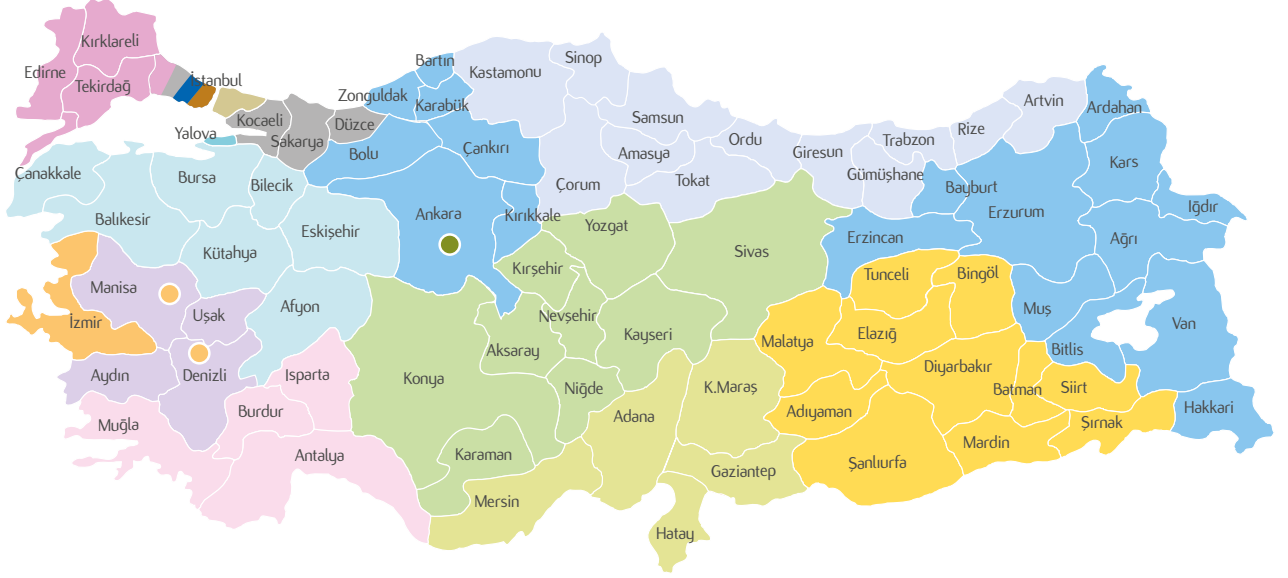 Kırklareli
Edirne
Tekirdağ
İstanbul
Kocaeli
Yalova
Sakarya
Düzce
Zonguldak
Bartın
Karabük
Bolu
Kastamonu
Sinop
Çankırı
Samsun
Amasya
Ordu
Tokat
Çorum
Giresun
Trabzon
Gümüşhane
Rize
Artvin
Ardahan
Kars
Bayburt
Erzurum
Iğdır
Ağrı
Erzincan
Çanakkale
Bursa
Bilecik
Balıkesir
Eskişehir
Kütahya
Ankara
Kırıkkale
Yozgat
Sivas
Kırşehir
Tunceli
Bingöl
Muş
Van
Bitlis
Manisa
İzmir
Uşak
Afyon
Nevşehir
Aksaray
Kayseri
Malatya
Elazığ
Diyarbakır
Batman
Siirt
Hakkari
Şırnak
Aydın
Denizli
Isparta
Konya
Niğde
K.Maraş
Adıyaman
Mardin
Şanlıurfa
Muğla
Burdur
Antalya
Karaman
Adana
Mersin
Gaziantep
Hatay